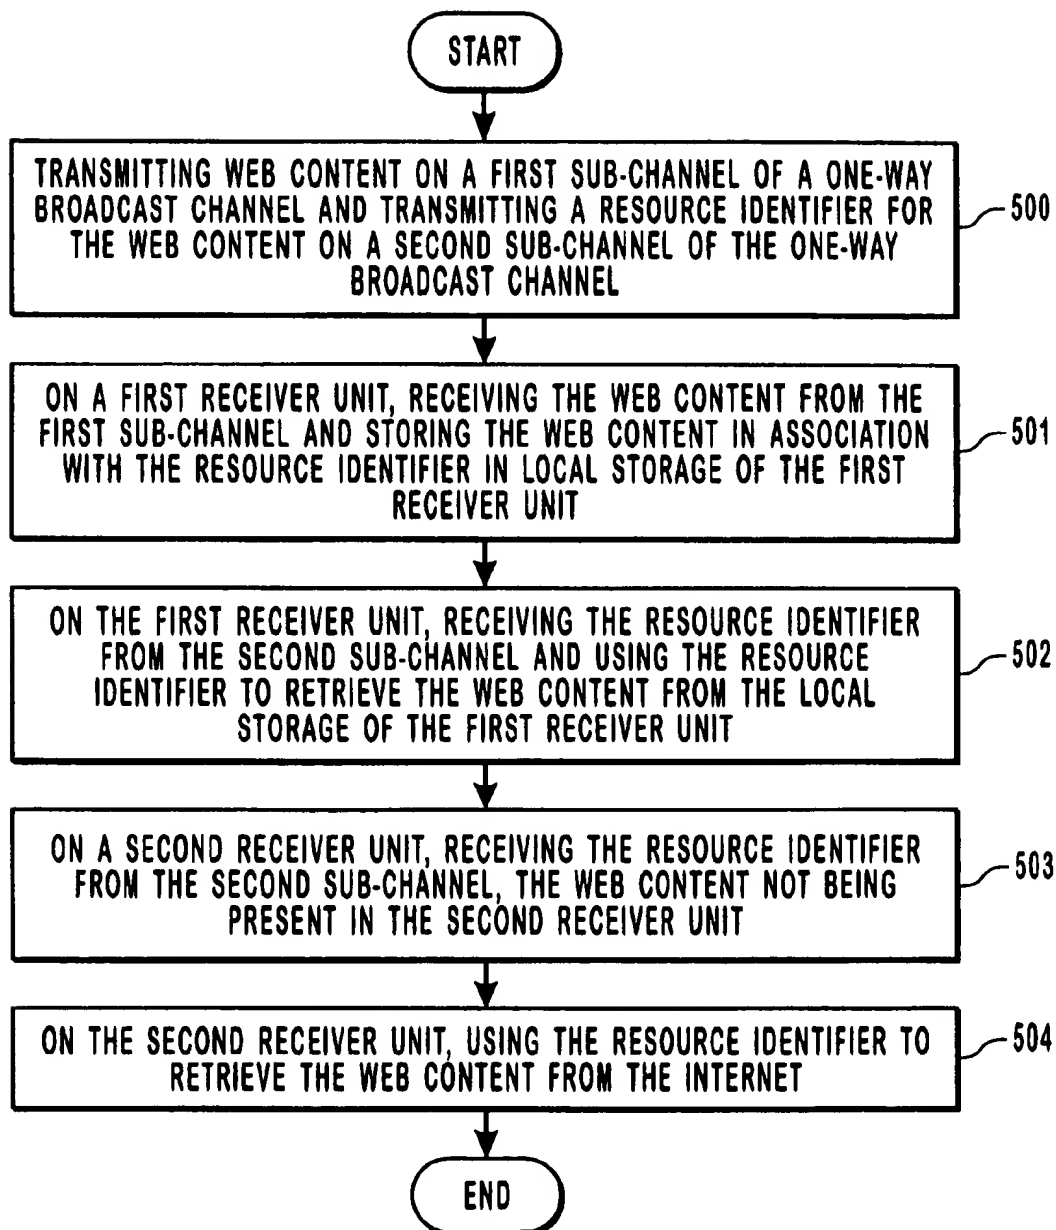 START
TRANSMITTING WEB CONTENT ON A FIRST SUB-CHANNEL OF A ONE-WAY
BROADCAST CHANNEL AND TRANSMITTING A RESOURCE IDENTIFIER FOR
THE WEB CONTENT ON A SECOND SUB-CHANNEL OF THE ONE-WAY
BROADCAST CHANNEL
500
ON A FIRST RECEIVER UNIT, RECEIVING THE WEB CONTENT FROM THE
FIRST SUB-CHANNEL AND STORING THE WEB CONTENT IN ASSOCIATION
WITH THE RESOURCE IDENTIFIER IN LOCAL STORAGE OF THE FIRST
RECEIVER UNIT
501
ON THE FIRST RECEIVER UNIT, RECEIVING THE RESOURCE IDENTIFIER
FROM THE SECOND SUB-CHANNEL AND USING THE RESOURCE
IDENTIFIER TO RETRIEVE THE WEB CONTENT FROM THE LOCAL
STORAGE OF THE FIRST RECEIVER UNIT
502
ON A SECOND RECEIVER UNIT, RECEIVING THE RESOURCE IDENTIFIER
FROM THE SECOND SUB-CHANNEL, THE WEB CONTENT NOT BEING
PRESENT IN THE SECOND RECEIVER UNIT
503
ON THE SECOND RECEIVER UNIT, USING THE RESOURCE IDENTIFIER TO
RETRIEVE THE WEB CONTENT FROM THE INTERNET
504
END